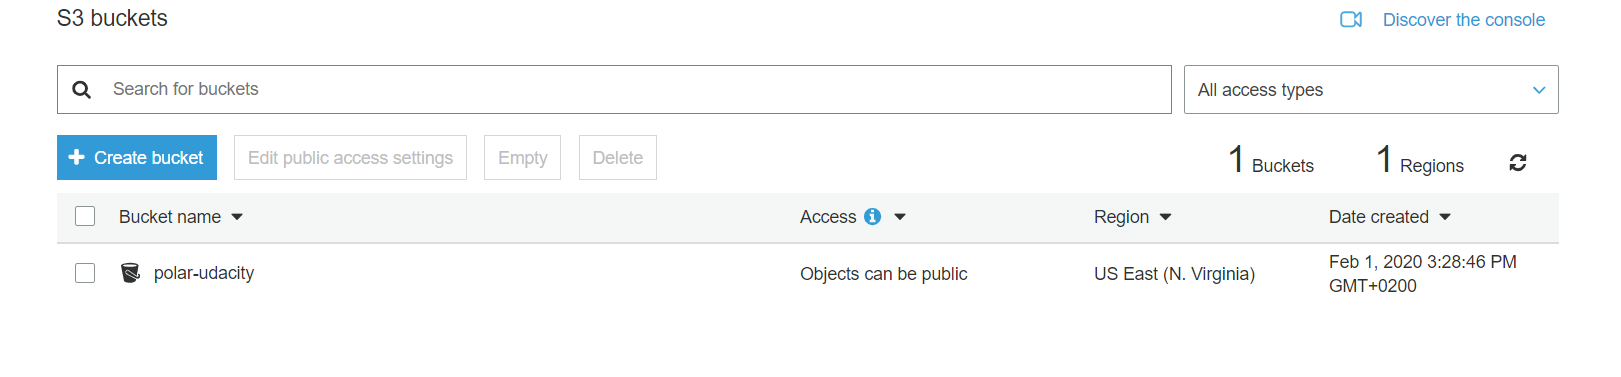 S3 buckets
Discover the console
Search for buckets
All access types
Create bucket
Edit public access settings
Empty
Delete
1 Buckets
1 Regions
Bucket name
Access
Region
Date created
polar-udacity
Objects can be public
US East (N. Virginia)
Feb 1, 2020 3:28:46 PM
GMT+0200